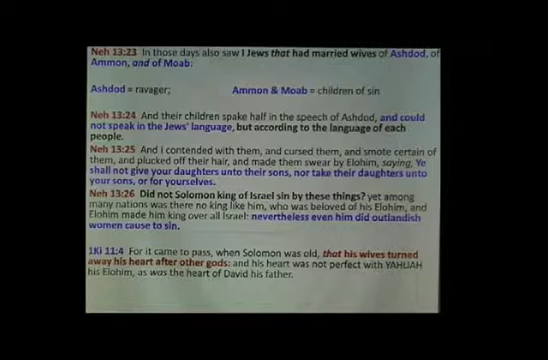 Neh 13:23  In those days also saw I Jews that had married wives of Ashdod, of
Ammon, and of Moab:
Ashdod = ravager;
Ammon & Moab = children of sin
Neh 13:24  And their children spake half in the speech of Ashdod, and could
not speak in the Jews' language, but according to the language of each
people.
Neh 13:25  And I contended with them, and cursed them, and smote certain of
them, and plucked off their hair, and made them swear by Elohim, saying, Ye
shall not give your daughters unto their sons, nor take their daughters unto
your sons, or for yourselves.
Neh 13:26  Did not Solomon king of Israel sin by these things? yet among
many nations was there no king like him, who was beloved of his Elohim, and
Elohim made him king over all Israel: nevertheless even him did outlandish
women cause to sin.
1Ki 11:4  For it came to pass, when Solomon was old, that his wives turned
away his heart after other gods: and his heart was not perfect with YAHUAH
his Elohim, as was the heart of David his father.